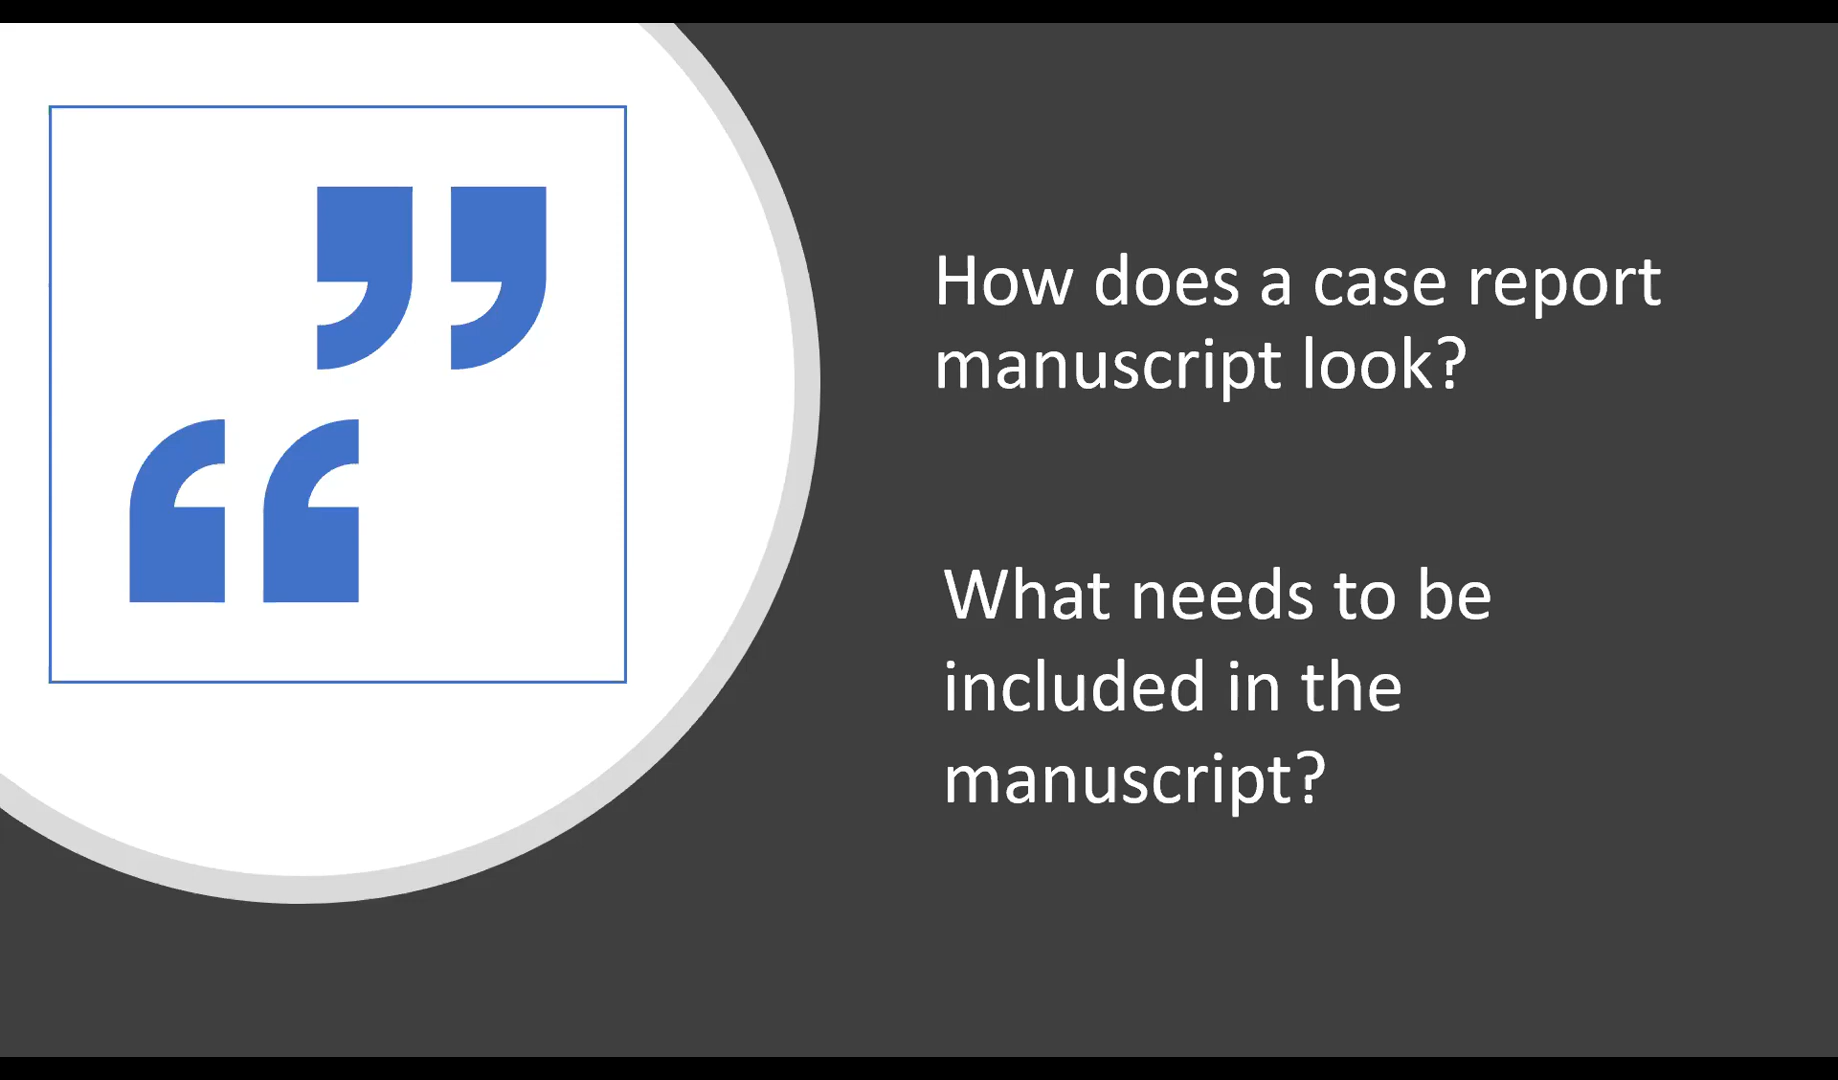 How does a case report
manuscript look?
What needs to be
included in the
manuscript?